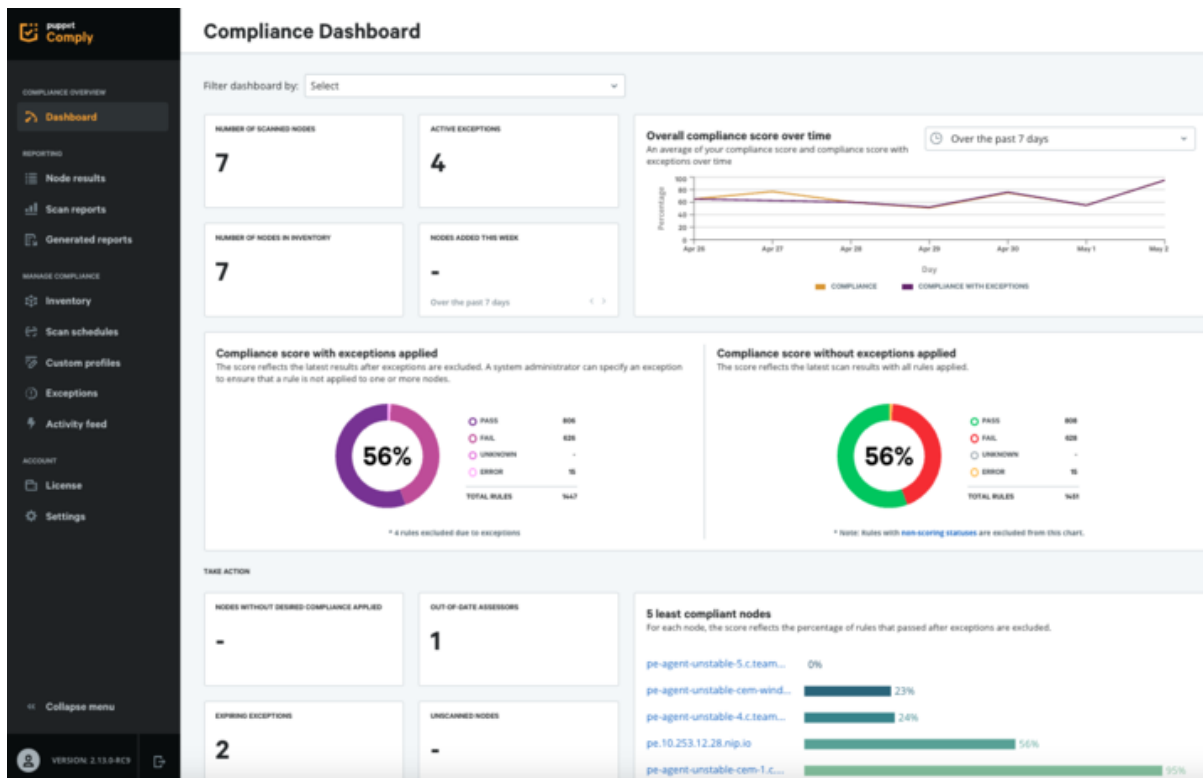 puppet
Comply
COMPLIANCE OVERVIEW
Dashboard
REPORTING
Node results
Scan reports
Generated reports
MANAGE COMPLIANCE
Inventory
Scan schedules
Custom profiles
Exceptions
Activity feed
ACCOUNT
License
Settings
Collapse menu
VERSION: 2.13.0-RC9
Compliance Dashboard
Filter dashboard by: Select
NUMBER OF SCANNED NODES
7
ACTIVE EXCEPTIONS
4
NUMBER OF NODES IN INVENTORY
7
NODES ADDED THIS WEEK
-
Over the past 7 days
Overall compliance score over time
An average of your compliance score and compliance score with
exceptions over time
Over the past 7 days
Percentage
100
80
60
40
20
0
Apr 26 Apr 27 Apr 28 Apr 29 Apr 30 May 1 May 2
Day
COMPLIANCE COMPLIANCE WITH EXCEPTIONS
Compliance score with exceptions applied
The score reflects the latest results after exceptions are excluded. A system administrator can specify an exception
to ensure that a rule is not applied to one or more nodes.
56%
PASS 806
FAIL 626
UNKNOWN -
ERROR 15
TOTAL RULES 1447
* 4 rules excluded due to exceptions
Compliance score without exceptions applied
The score reflects the latest scan results with all rules applied.
56%
PASS 808
FAIL 628
UNKNOWN -
ERROR 15
TOTAL RULES 1451
* Note: Rules with non-scoring statuses are excluded from this chart.
TAKE ACTION
NODES WITHOUT DESIRED COMPLIANCE APPLIED
-
OUT-OF-DATE ASSESSORS
1
EXPIRING EXCEPTIONS
2
UNSCANNED NODES
-
5 least compliant nodes
For each node, the score reflects the percentage of rules that passed after exceptions are excluded.
pe-agent-unstable-5.c.team... 0%
pe-agent-unstable-cem-wind... 23%
pe-agent-unstable-4.c.team... 24%
pe.10.253.12.28.nip.io 56%
pe-agent-unstable-cem-1.c.... 95%